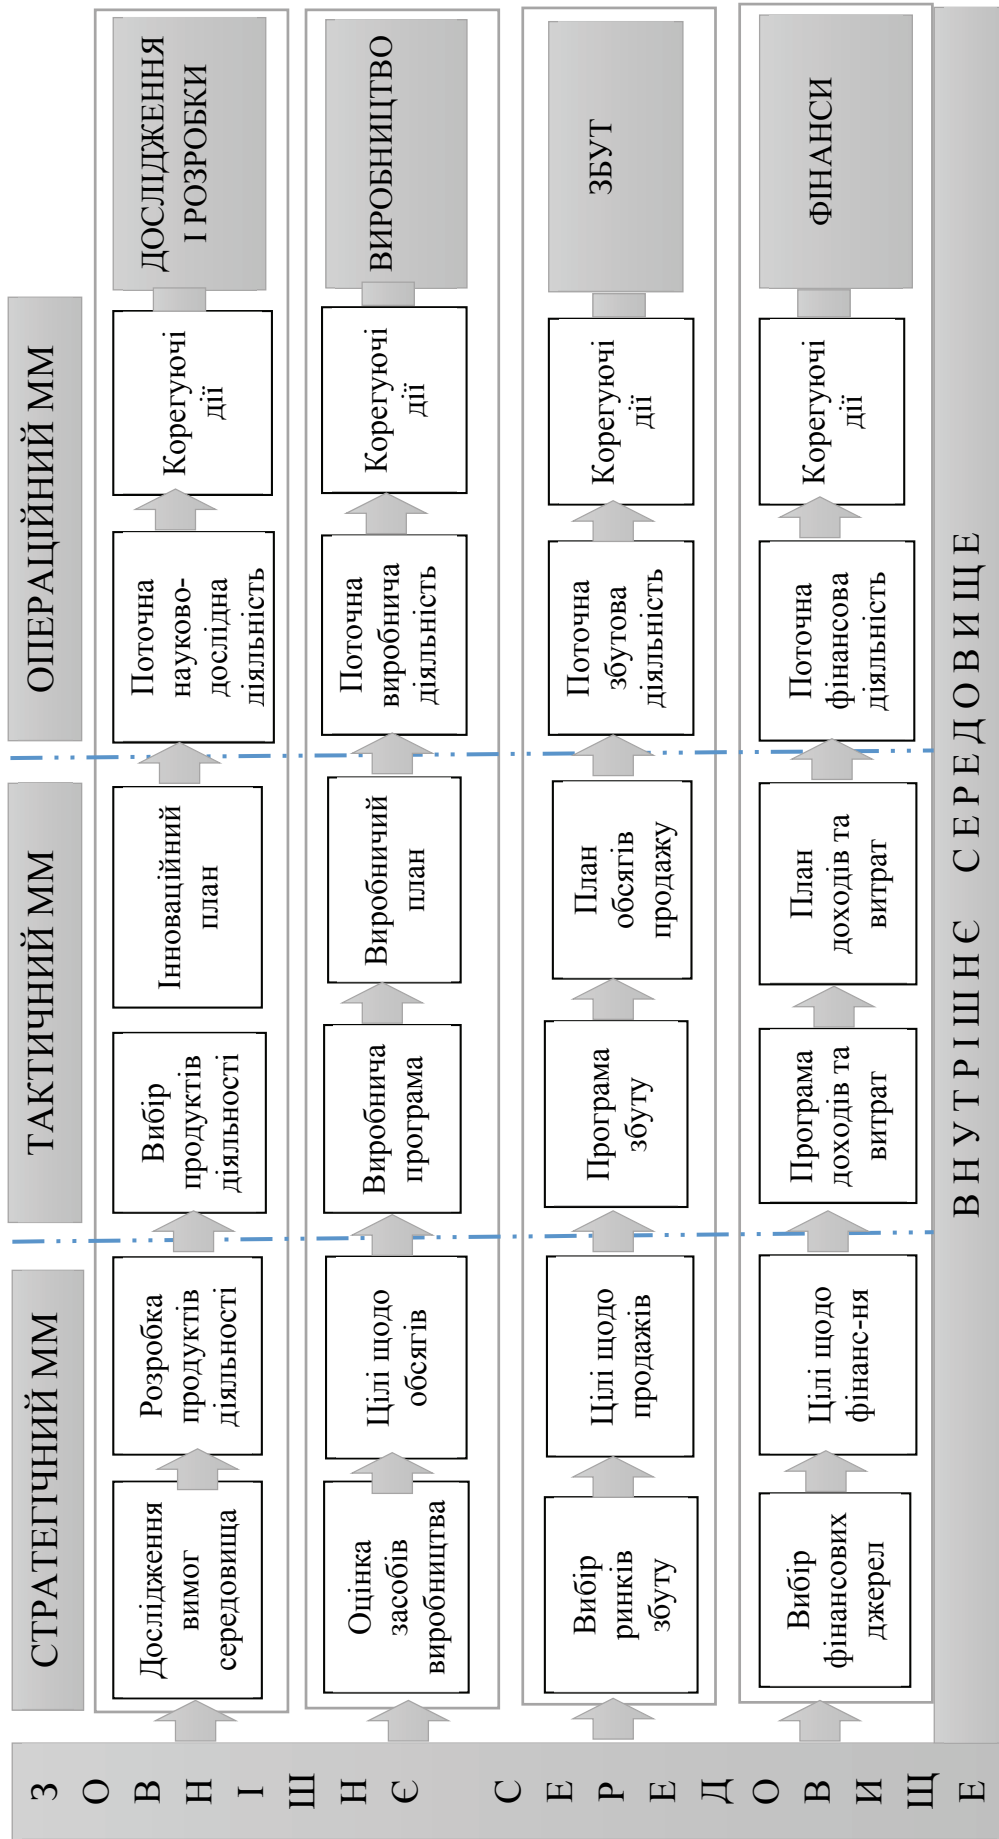 СТРАТЕГІЧНИЙ ММ
ТАКТИЧНИЙ ММ
ОПЕРАЦІЙНИЙ ММ
ЗОВНІШНЄ СЕРЕДОВИЩЕ
Дослідження
вимог
середовища
Розробка
продуктів
діяльності
Вибір
продуктів
діяльності
Інноваційний
план
Поточна
науково-
дослідна
діяльність
Корегуючі
дії
ДОСЛІДЖЕННЯ
І РОЗРОБКИ
Оцінка
засобів
виробництва
Цілі щодо
обсягів
Виробнича
програма
Виробничий
план
Поточна
виробнича
діяльність
Корегуючі
дії
ВИРОБНИЦТВО
Вибір
ринків
збуту
Цілі щодо
продажів
Програма
збуту
План
обсягів
продажу
Поточна
збутова
діяльність
Корегуючі
дії
ЗБУТ
Вибір
фінансових
джерел
Цілі щодо
фінанс-ня
Програма
доходів та
витрат
План
доходів та
витрат
Поточна
фінансова
діяльність
Корегуючі
дії
ФІНАНСИ
ВНУТРІШНЄ СЕРЕДОВИЩЕ